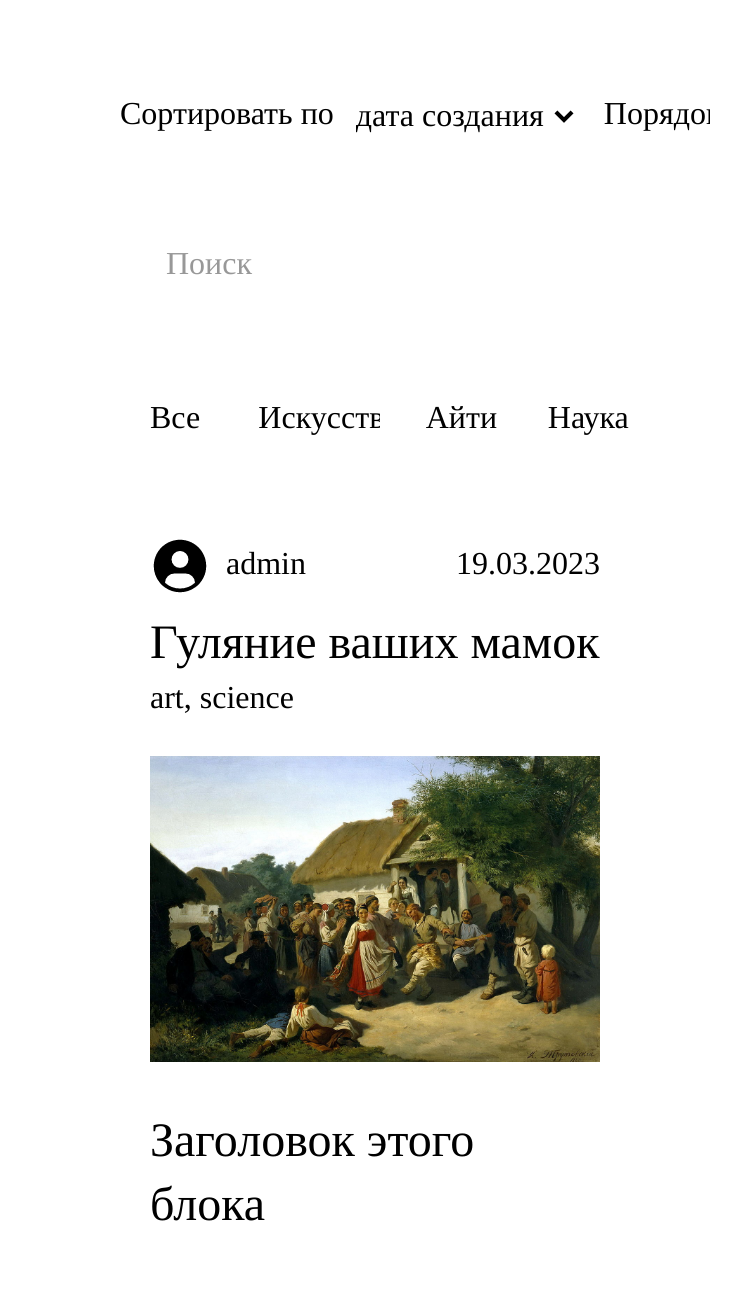 Сортировать по дата создания Порядо
Поиск
Все Искусств Айти Наука
admin 19.03.2023
Гуляние ваших мамок
art, science
Заголовок этого
блока